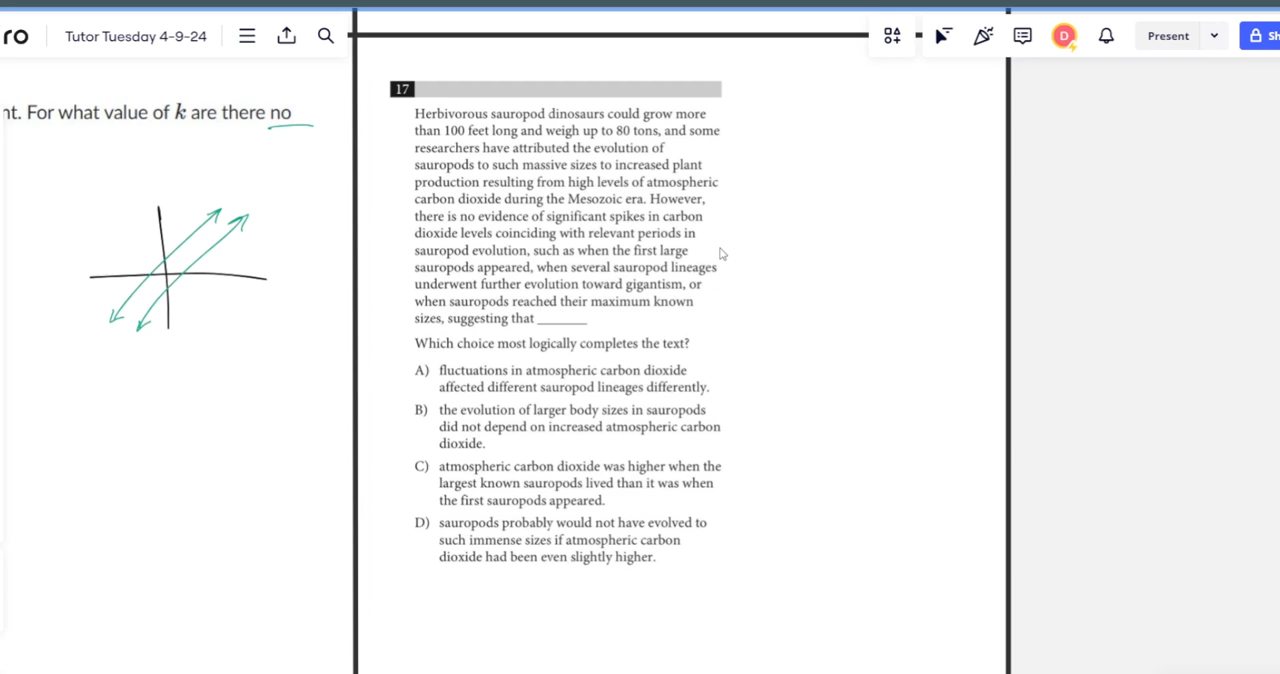 ro
Tutor Tuesday 4-9-24
D
Present
Sh
nt. For what value of k are there no
17
Herbivorous sauropod dinosaurs could grow more
than 100 feet long and weigh up to 80 tons, and some
researchers have attributed the evolution of
sauropods to such massive sizes to increased plant
production resulting from high levels of atmospheric
carbon dioxide during the Mesozoic era. However,
there is no evidence of significant spikes in carbon
dioxide levels coinciding with relevant periods in
sauropod evolution, such as when the first large
sauropods appeared, when several sauropod lineages
underwent further evolution toward gigantism, or
when sauropods reached their maximum known
sizes, suggesting that ______
Which choice most logically completes the text?
A) fluctuations in atmospheric carbon dioxide
affected different sauropod lineages differently.
B) the evolution of larger body sizes in sauropods
did not depend on increased atmospheric carbon
dioxide.
C) atmospheric carbon dioxide was higher when the
largest known sauropods lived than it was when
the first sauropods appeared.
D) sauropods probably would not have evolved to
such immense sizes if atmospheric carbon
dioxide had been even slightly higher.